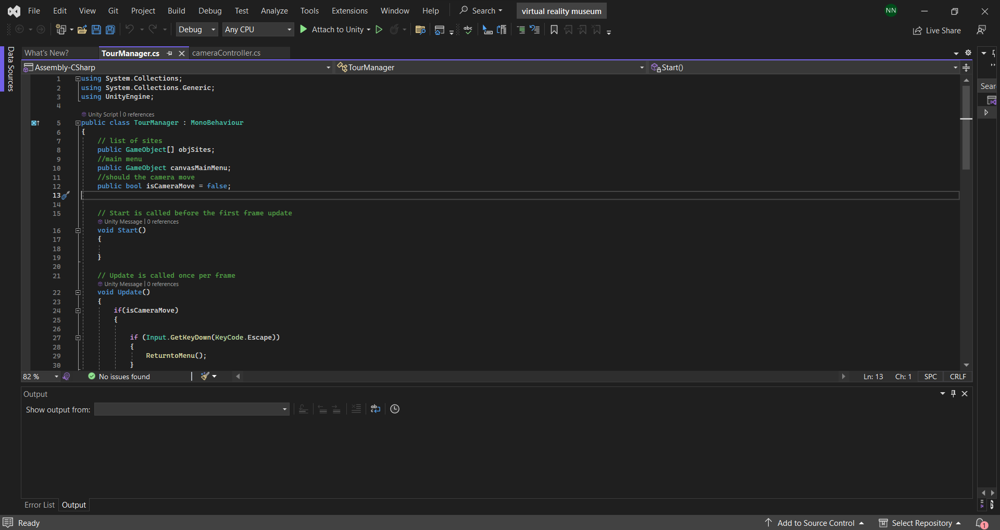 File Edit View Git Project Build Debug Test Analyze Tools Extensions Window Help Search virtual reality museum NN
Debug Any CPU Attach to Unity Live Share
Data Sources
What's New? TourManager.cs cameraController.cs
Assembly-CSharp TourManager Start()
1 using System.Collections;
2 using System.Collections.Generic;
3 using UnityEngine;
4
Unity Script | 0 references
5 public class TourManager : MonoBehaviour
6 {
7 // list of sites
8 public GameObject[] objSites;
9 //main menu
10 public GameObject canvasMainMenu;
11 //should the camera move
12 public bool isCameraMove = false;
13
14
15 // Start is called before the first frame update
Unity Message | 0 references
16 void Start()
17 {
18
19 }
20
21 // Update is called once per frame
Unity Message | 0 references
22 void Update()
23 {
24 if(isCameraMove)
25 {
26
27 if (Input.GetKeyDown(KeyCode.Escape))
28 {
29 ReturntoMenu();
30 }
82 % No issues found Ln: 13 Ch: 1 SPC CRLF
Sear
Output
Show output from:
Error List Output
Ready Add to Source Control Select Repository 1